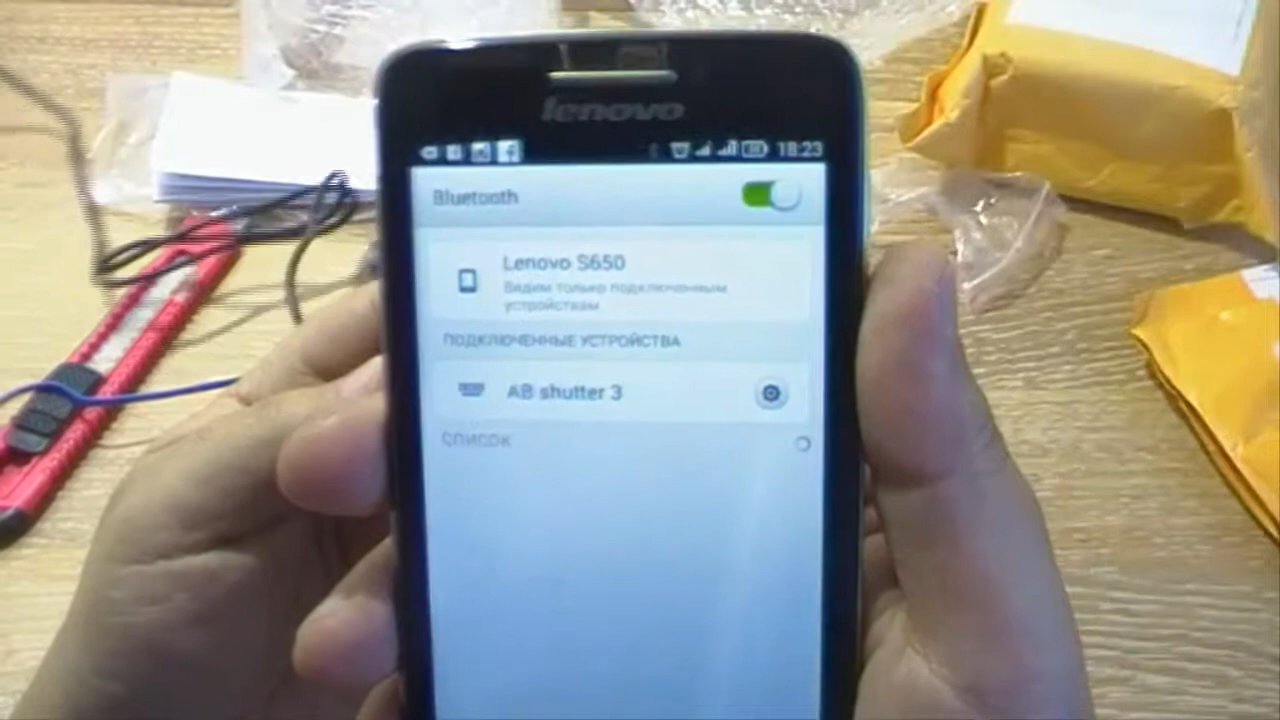 lenovo
18:23
Bluetooth
Lenovo S650
Видим только подключенным
устройствам
ПОДКЛЮЧЕННЫЕ УСТРОЙСТВА
AB shutter 3
СПИСОК